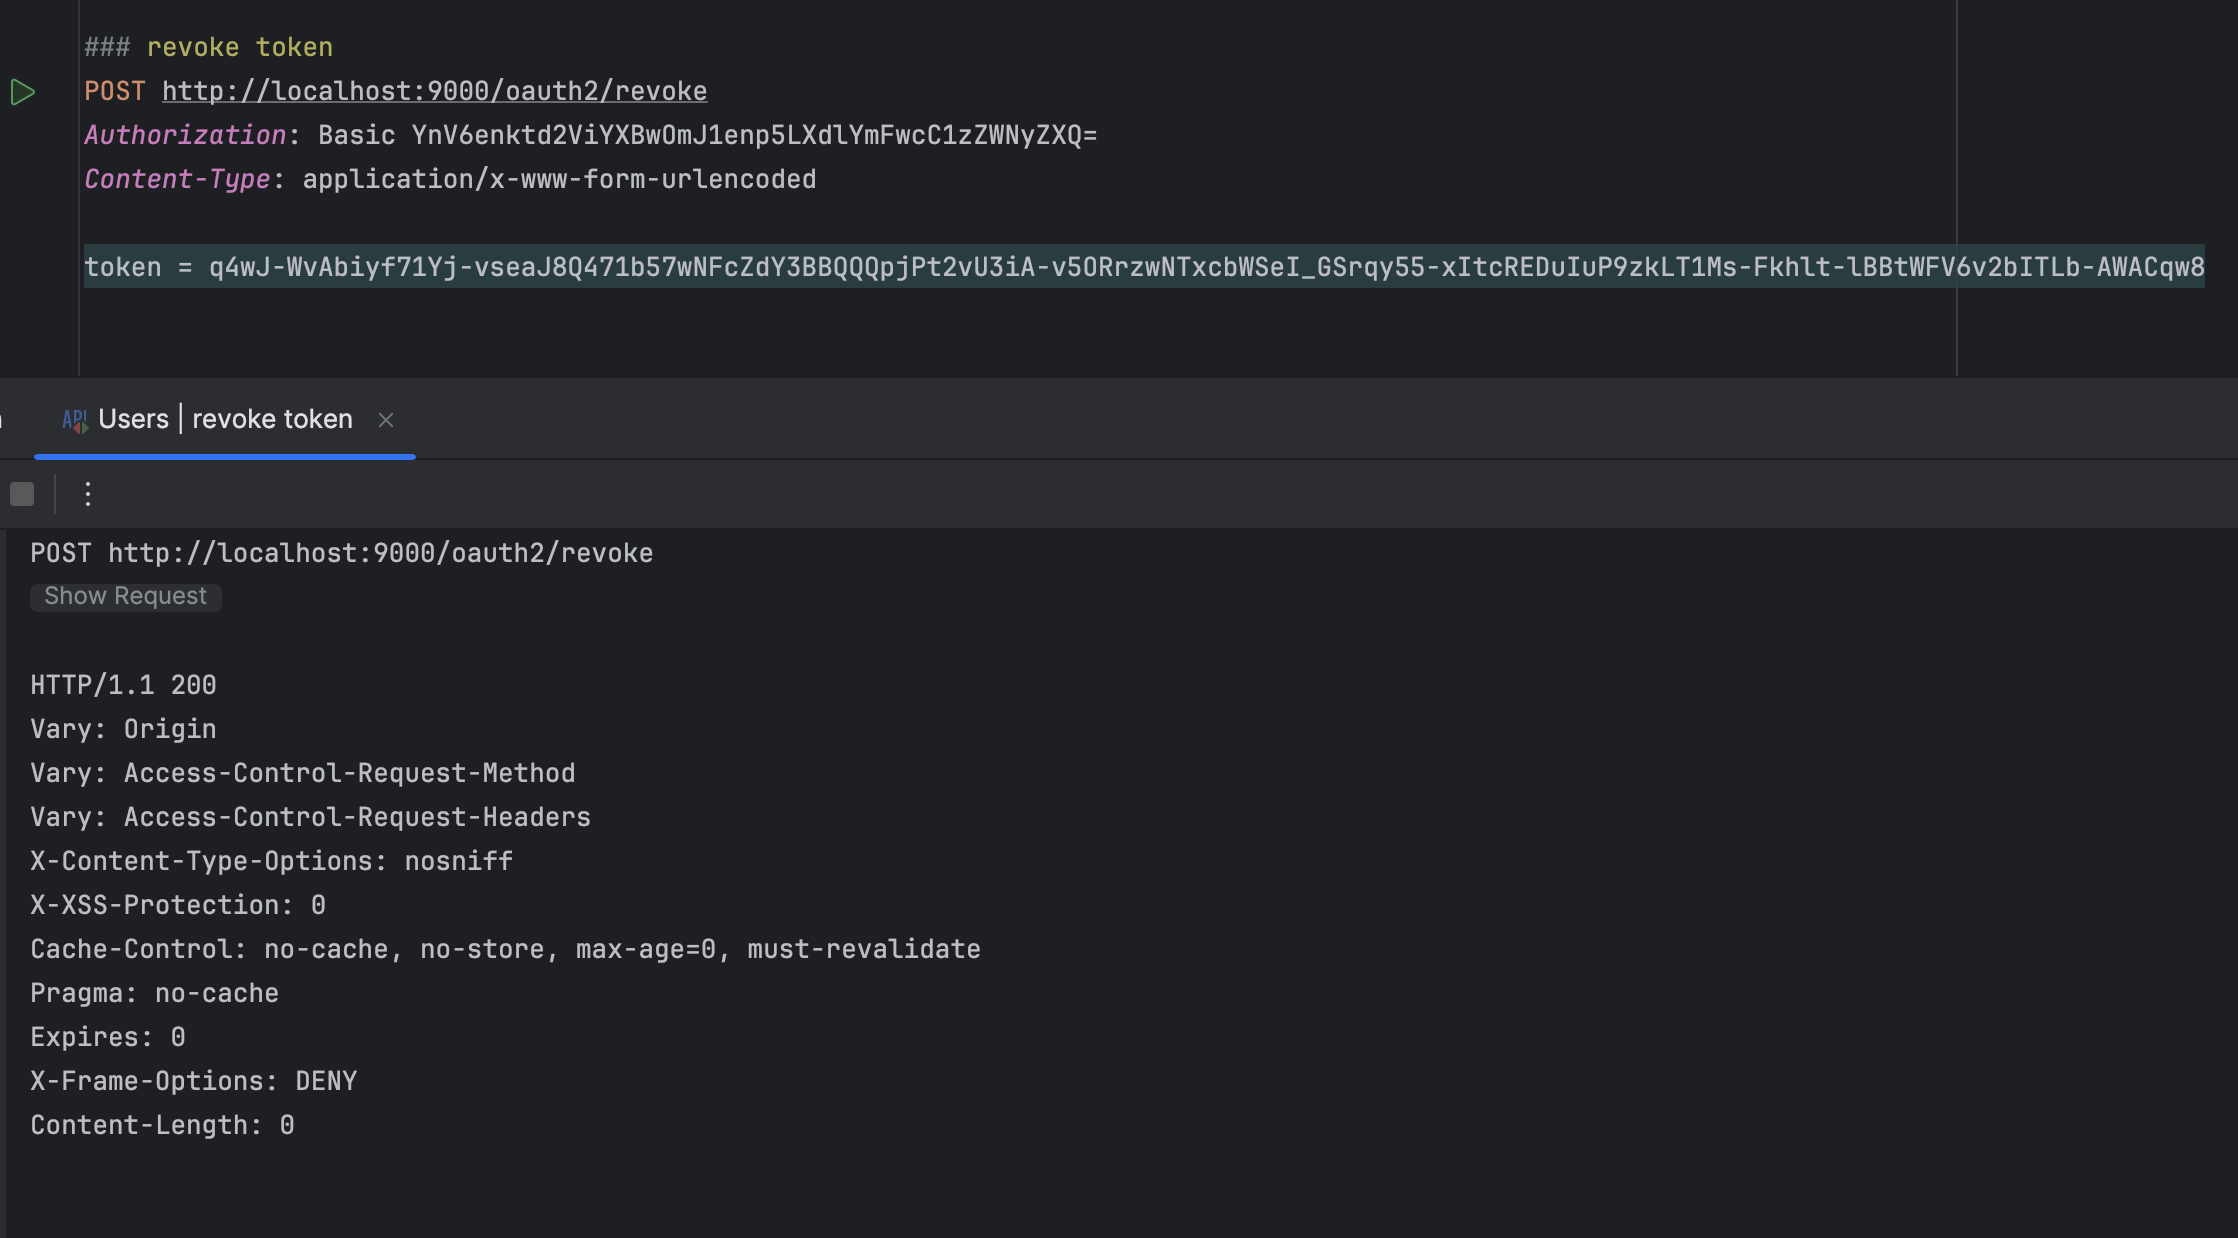 ### revoke token
POST http://localhost:9000/oauth2/revoke
Authorization: Basic YnV6enktd2ViYXBwOmJ1enp5LXdlYmFwcC1zZWNyZXQ=
Content-Type: application/x-www-form-urlencoded
token = q4wJ-WvAbiyf71Yj-vseaJ8Q471b57wNFcZdY3BBQQQpjPt2vU3iA-v5ORrzwNTxcbWSeI_GSrqy55-xItcREDuIuP9zkLT1Ms-Fkhlt-lBBtWFV6v2bITLb-AWACqw8
Users | revoke token
POST http://localhost:9000/oauth2/revoke
Show Request
HTTP/1.1 200
Vary: Origin
Vary: Access-Control-Request-Method
Vary: Access-Control-Request-Headers
X-Content-Type-Options: nosniff
X-XSS-Protection: 0
Cache-Control: no-cache, no-store, max-age=0, must-revalidate
Pragma: no-cache
Expires: 0
X-Frame-Options: DENY
Content-Length: 0